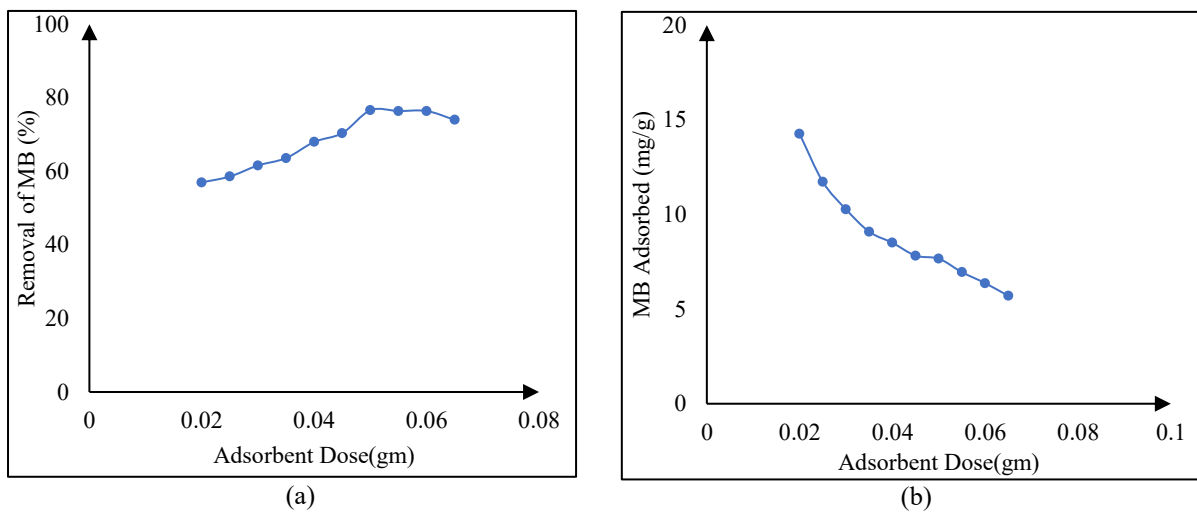 100
80
60
40
20
0
Removal of MB (%)
0 0.02 0.04 0.06 0.08
Adsorbent Dose(gm)
(a)
20
15
10
5
0
MB Adsorbed (mg/g)
0 0.02 0.04 0.06 0.08 0.1
Adsorbent Dose(gm)
(b)